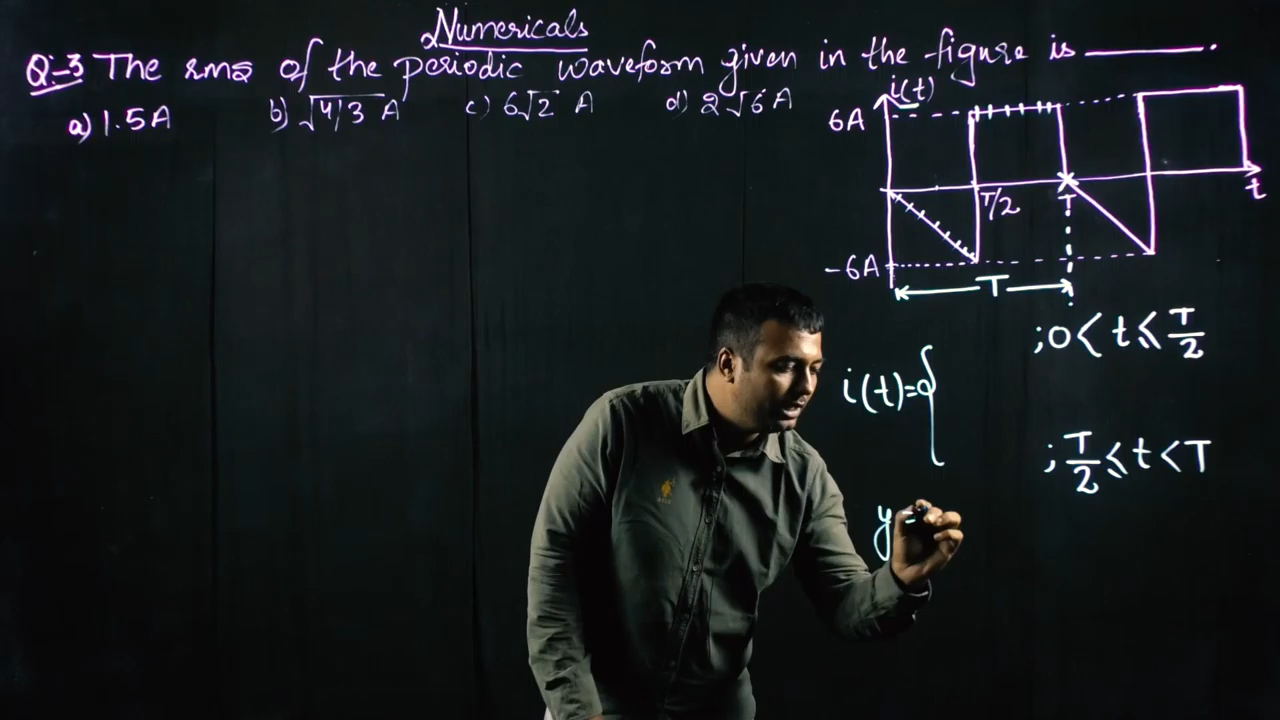 Numericals
Q-3 The rms of the periodic waveform given in the figure is ______.
a) 1.5A b) √4/3 A c) 6√2 A d) 2√6 A
i(t)
6A
T/2
T
t
-6A
T
; 0 < t ≤ T/2
i(t)={
; T/2 ≤ t < T
y =